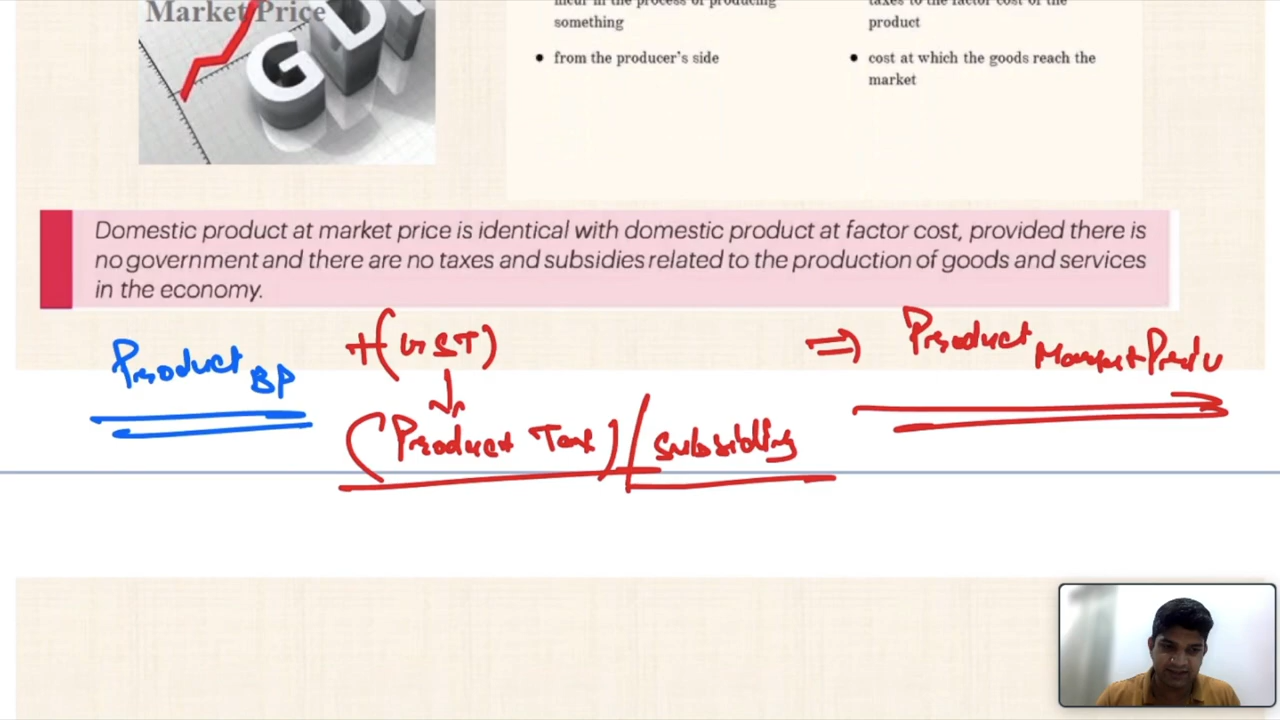 Market Price
GDP
incur in the process of producing
something
● from the producer's side
taxes to the factor cost of the
product
● cost at which the goods reach the
market
Domestic product at market price is identical with domestic product at factor cost, provided there is
no government and there are no taxes and subsidies related to the production of goods and services
in the economy.
Product BP
+(GST)
⇒ Product Market Price
(Product Tax) / Subsidies